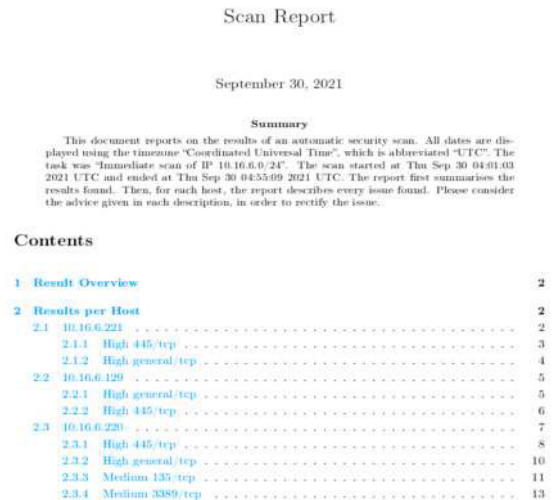 Scan Report
September 30, 2021
Summary
This document reports on the results of an automatic security scan. All dates are dis-
played using the timezone “Coordinated Universal Time”, which is abbreviated “UTC”. The
task was “Immediate scan of IP 10.16.6.0/24”. The scan started at Thu Sep 30 04:01:03
2021 UTC and ended at Thu Sep 30 04:55:09 2021 UTC. The report first summarises the
results found. Then, for each host, the report describes every issue found. Please consider
the advice given in each description, in order to rectify the issue.
Contents
1 Result Overview 2
2 Results per Host 2
2.1 10.16.6.221 . . . . . . . . . . . . . . . . . . . . . . . . . . . . . . 2
2.1.1 High 445/tcp . . . . . . . . . . . . . . . . . . . . . . . . . . 3
2.1.2 High general/tcp . . . . . . . . . . . . . . . . . . . . . . . . 4
2.2 10.16.6.129 . . . . . . . . . . . . . . . . . . . . . . . . . . . . . . 5
2.2.1 High general/tcp . . . . . . . . . . . . . . . . . . . . . . . . 5
2.2.2 High 445/tcp . . . . . . . . . . . . . . . . . . . . . . . . . . 6
2.3 10.16.6.220 . . . . . . . . . . . . . . . . . . . . . . . . . . . . . . 7
2.3.1 High 445/tcp . . . . . . . . . . . . . . . . . . . . . . . . . . 8
2.3.2 High general/tcp . . . . . . . . . . . . . . . . . . . . . . . . 10
2.3.3 Medium 135/tcp . . . . . . . . . . . . . . . . . . . . . . . . 11
2.3.4 Medium 3389/tcp . . . . . . . . . . . . . . . . . . . . . . . . 13